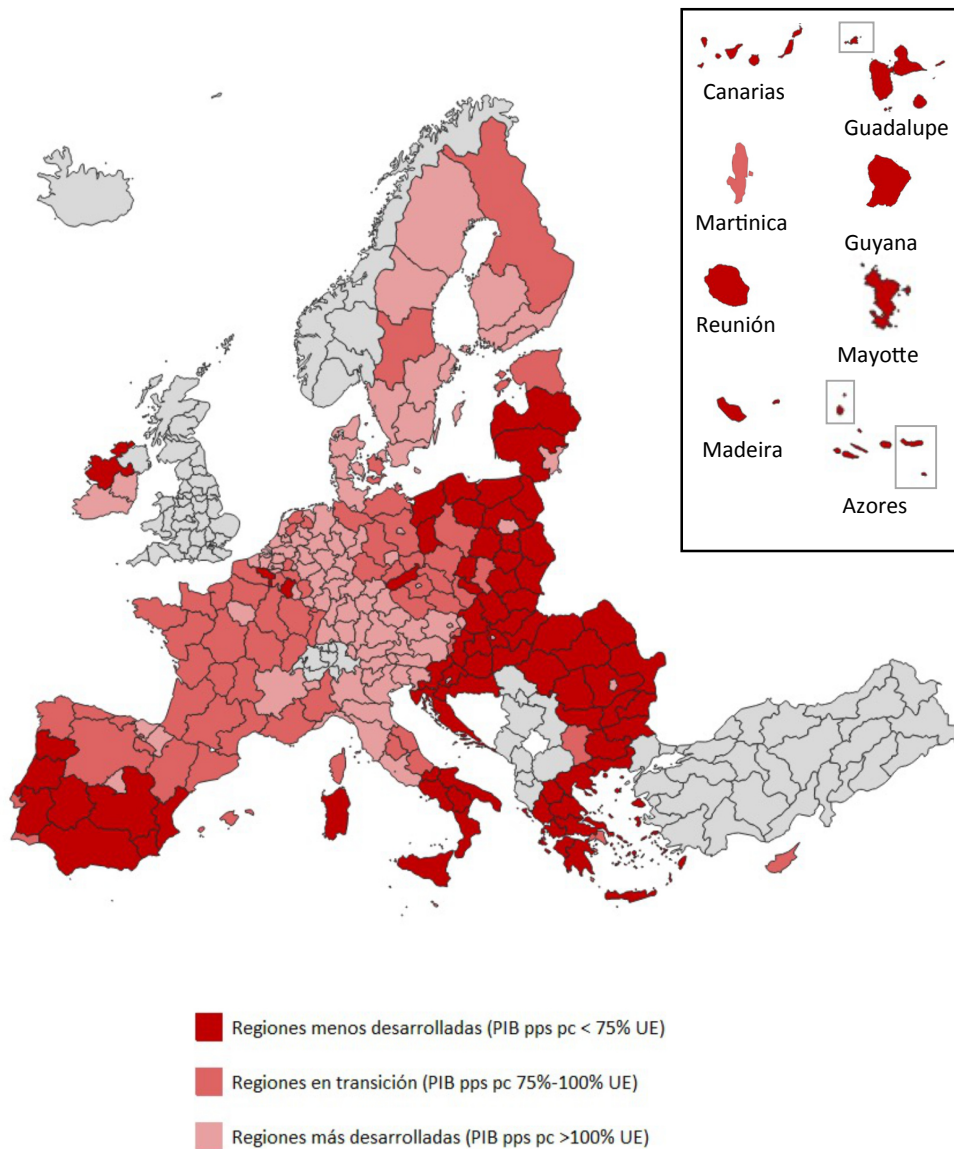 Canarias
Guadalupe
Martinica
Guyana
Reunión
Mayotte
Madeira
Azores
Regiones menos desarrolladas (PIB pps pc < 75% UE)
Regiones en transición (PIB pps pc 75%-100% UE)
Regiones más desarrolladas (PIB pps pc >100% UE)